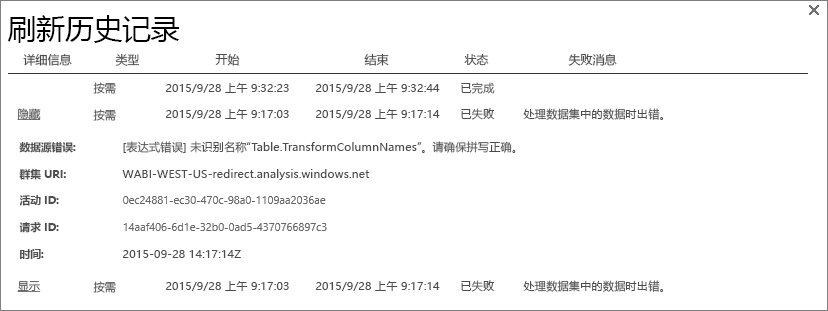 刷新历史记录
详细信息 类型 开始 结束 状态 失败消息
按需 2015/9/28 上午 9:32:23 2015/9/28 上午 9:32:44 已完成
隐藏 按需 2015/9/28 上午 9:17:03 2015/9/28 上午 9:17:14 已失败 处理数据集中的数据时出错。
数据源错误: [表达式错误] 未识别名称“Table.TransformColumnNames”。请确保拼写正确。
群集 URI: WABI-WEST-US-redirect.analysis.windows.net
活动 ID: 0ec24881-ec30-470c-98a0-1109aa2036ae
请求 ID: 14aaf406-6d1e-32b0-0ad5-4370766897c3
时间: 2015-09-28 14:17:14Z
显示 按需 2015/9/28 上午 9:17:03 2015/9/28 上午 9:17:14 已失败 处理数据集中的数据时出错。